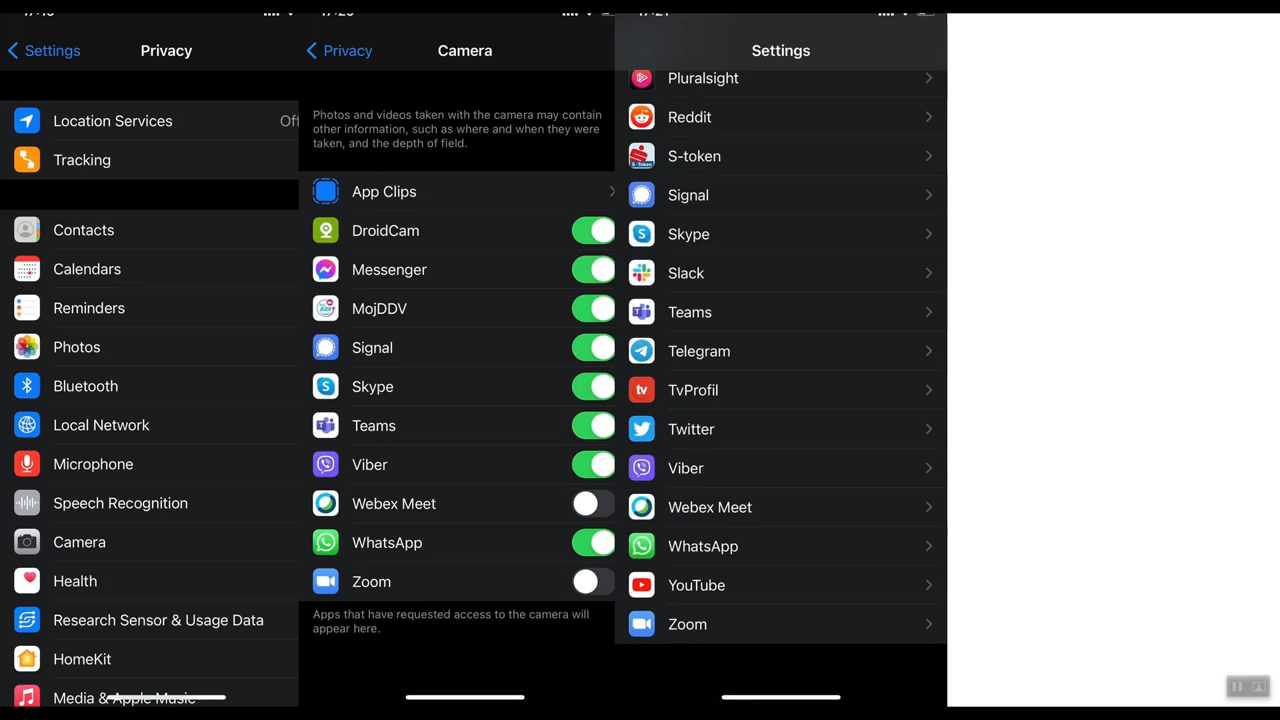 Settings
Privacy
Location Services
Off
Tracking
Contacts
Calendars
Reminders
Photos
Bluetooth
Local Network
Microphone
Speech Recognition
Camera
Health
Research Sensor & Usage Data
HomeKit
Media & Apple Music
Privacy
Camera
Photos and videos taken with the camera may contain
other information, such as where and when they were
taken, and the depth of field.
App Clips
DroidCam
Messenger
MojDDV
Signal
Skype
Teams
Viber
Webex Meet
WhatsApp
Zoom
Apps that have requested access to the camera will
appear here.
Settings
Pluralsight
Reddit
S-token
Signal
Skype
Slack
Teams
Telegram
tv
TvProfil
Twitter
Viber
Webex Meet
WhatsApp
YouTube
Zoom